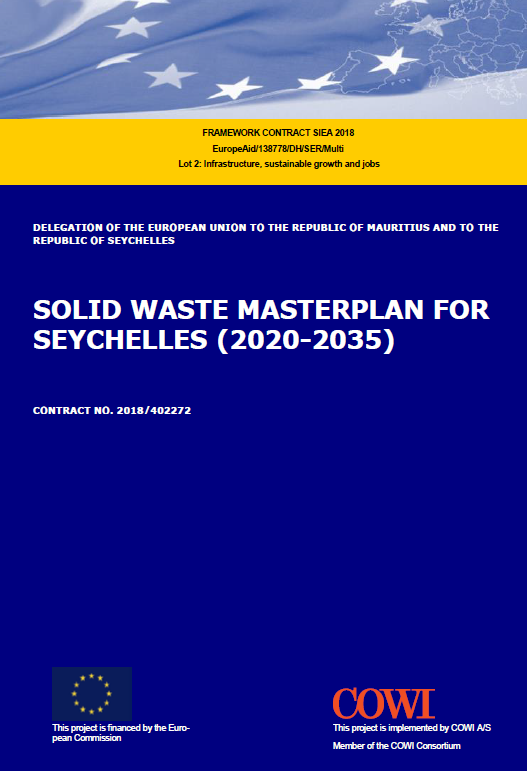 FRAMEWORK CONTRACT SIEA 2018
EuropeAid/138778/DH/SER/Multi
Lot 2: Infrastructure, sustainable growth and jobs
DELEGATION OF THE EUROPEAN UNION TO THE REPUBLIC OF MAURITIUS AND TO THE
REPUBLIC OF SEYCHELLES
SOLID WASTE MASTERPLAN FOR
SEYCHELLES (2020-2035)
CONTRACT NO. 2018/402272
This project is financed by the Euro-
pean Commission
COWI
This project is implemented by COWI A/S
Member of the COWI Consortium